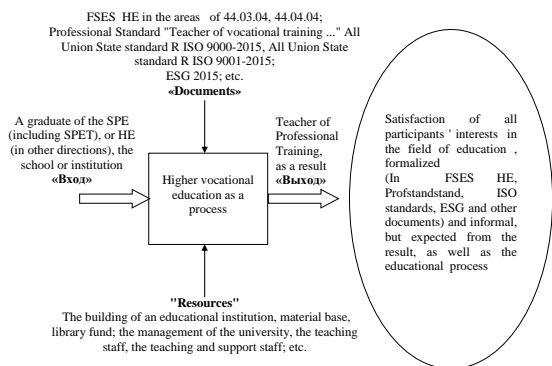 FSES HE in the areas of 44.03.04, 44.04.04;
Professional Standard "Teacher of vocational training ..." All
Union State standard R ISO 9000-2015, All Union State
standard R ISO 9001-2015;
ESG 2015; etc.
«Documents»
A graduate of the SPE
(including SPET), or HE
(in other directions), the
school or institution
«Вход»
Higher vocational
education as a
process
Teacher of
Professional
Training,
as a result
«Выход»
Satisfaction of all
participants ' interests in
the field of education ,
formalized
(In FSES HE,
Profstandstand, ISO
standards, ESG and other
documents) and informal,
but expected from the
result, as well as the
educational process
"Resources"
The building of an educational institution, material base,
library fund; the management of the university, the teaching
staff, the teaching and support staff; etc.